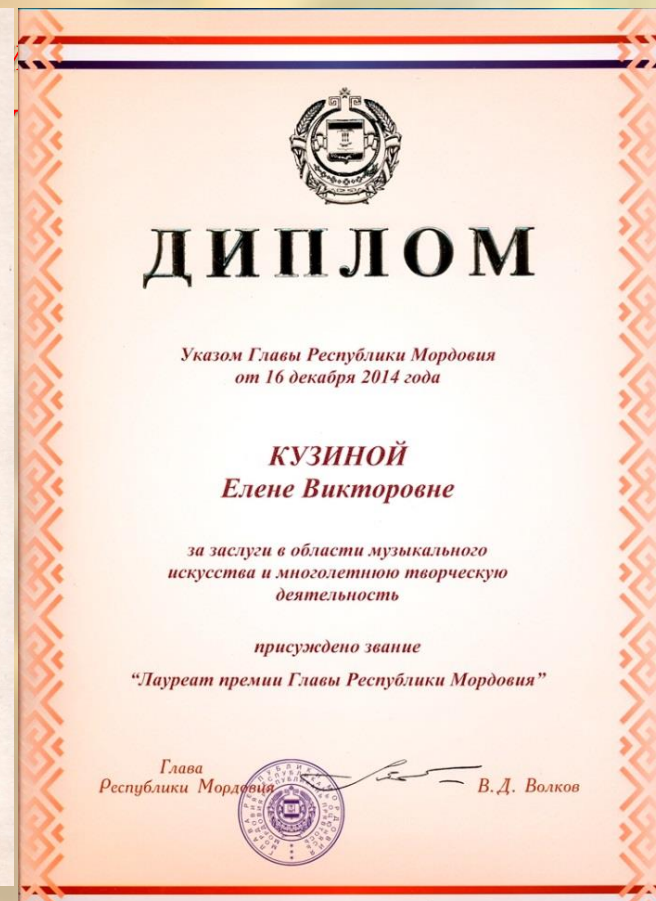 ДИПЛОМ
Указом Главы Республики Мордовия
от 16 декабря 2014 года
КУЗИНОЙ
Елене Викторовне
за заслуги в области музыкального
искусства и многолетнюю творческую
деятельность
присуждено звание
“Лауреат премии Главы Республики Мордовия”
Глава
Республики Мордовия
В. Д. Волков